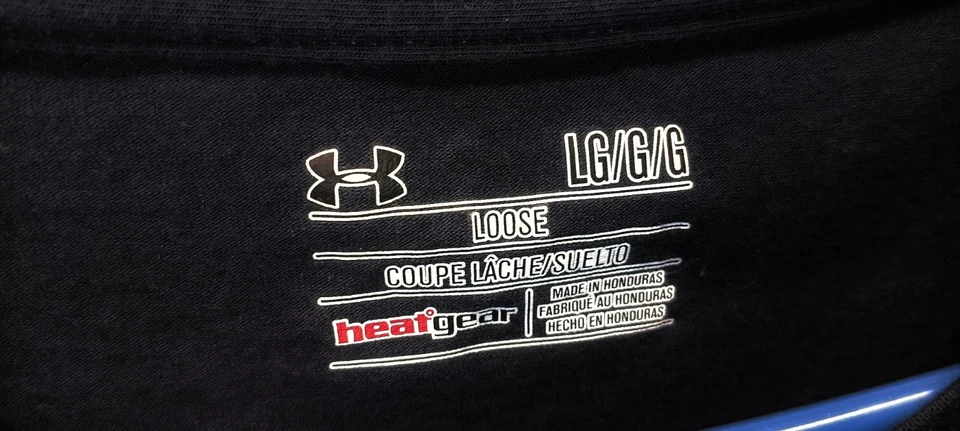 LG/G/G
LOOSE
COUPE LÂCHE/SUELTO
heatgear
MADE IN HONDURAS
FABRIQUÉ AU HONDURAS
HECHO EN HONDURAS